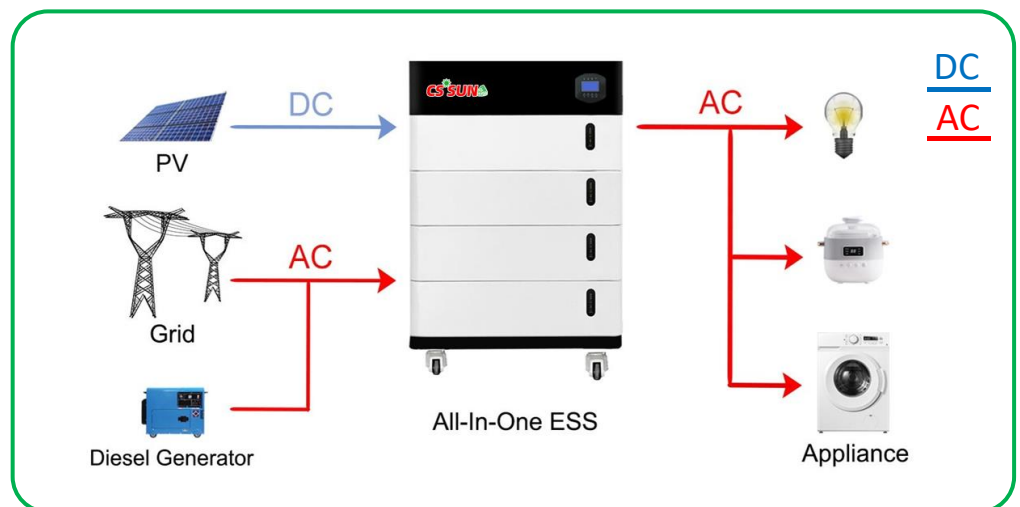 DC
AC
CS SUN
DC
AC
PV
AC
Grid
All-In-One ESS
Diesel Generator
Appliance